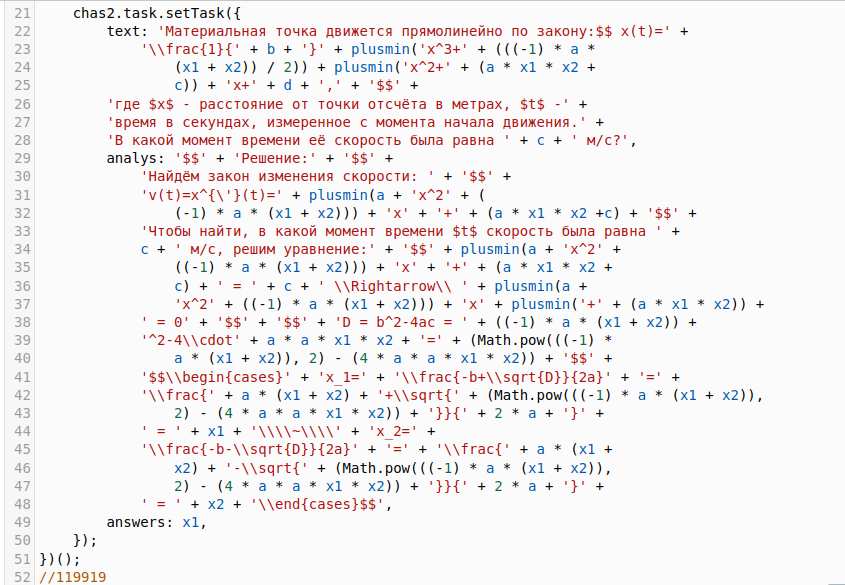 21 chas2.task.setTask({
22 text: 'Материальная точка движется прямолинейно по закону:$$ x(t)=' +
23 '\\frac{1}{' + b + '}' + plusmin('x^3+' + (((-1) * a *
24 (x1 + x2)) / 2)) + plusmin('x^2+' + (a * x1 * x2 +
25 c)) + 'x+' + d + ',' + '$$' +
26 'где $x$ - расстояние от точки отсчёта в метрах, $t$ -' +
27 'время в секундах, измеренное с момента начала движения.' +
28 'В какой момент времени её скорость была равна ' + c + ' м/с?',
29 analys: '$$' + 'Решение:' + '$$' +
30 'Найдём закон изменения скорости: ' + '$$' +
31 'v(t)=x^{\'}(t)=' + plusmin(a + 'x^2' + (
32 (-1) * a * (x1 + x2))) + 'x' + '+' + (a * x1 * x2 +c) + '$$' +
33 'Чтобы найти, в какой момент времени $t$ скорость была равна ' +
34 c + ' м/с, решим уравнение:' + '$$' + plusmin(a + 'x^2' +
35 ((-1) * a * (x1 + x2))) + 'x' + '+' + (a * x1 * x2 +
36 c) + ' = ' + c + ' \\Rightarrow\\ ' + plusmin(a +
37 'x^2' + ((-1) * a * (x1 + x2))) + 'x' + plusmin('+' + (a * x1 * x2)) +
38 ' = 0' + '$$' + '$$' + 'D = b^2-4ac = ' + ((-1) * a * (x1 + x2)) +
39 '^2-4\\cdot' + a * a * x1 * x2 + '=' + (Math.pow(((-1) *
40 a * (x1 + x2)), 2) - (4 * a * a * x1 * x2)) + '$$' +
41 '$$\\begin{cases}' + 'x_1=' + '\\frac{-b+\\sqrt{D}}{2a}' + '=' +
42 '\\frac{' + a * (x1 + x2) + '+\\sqrt{' + (Math.pow(((-1) * a * (x1 + x2)),
43 2) - (4 * a * a * x1 * x2)) + '}}{' + 2 * a + '}' +
44 ' = ' + x1 + '\\\\~\\\\' + 'x_2=' +
45 '\\frac{-b-\\sqrt{D}}{2a}' + '=' + '\\frac{' + a * (x1 +
46 x2) + '-\\sqrt{' + (Math.pow(((-1) * a * (x1 + x2)),
47 2) - (4 * a * a * x1 * x2)) + '}}{' + 2 * a + '}' +
48 ' = ' + x2 + '\\end{cases}$$',
49 answers: x1,
50 });
51 })();
52 //119919